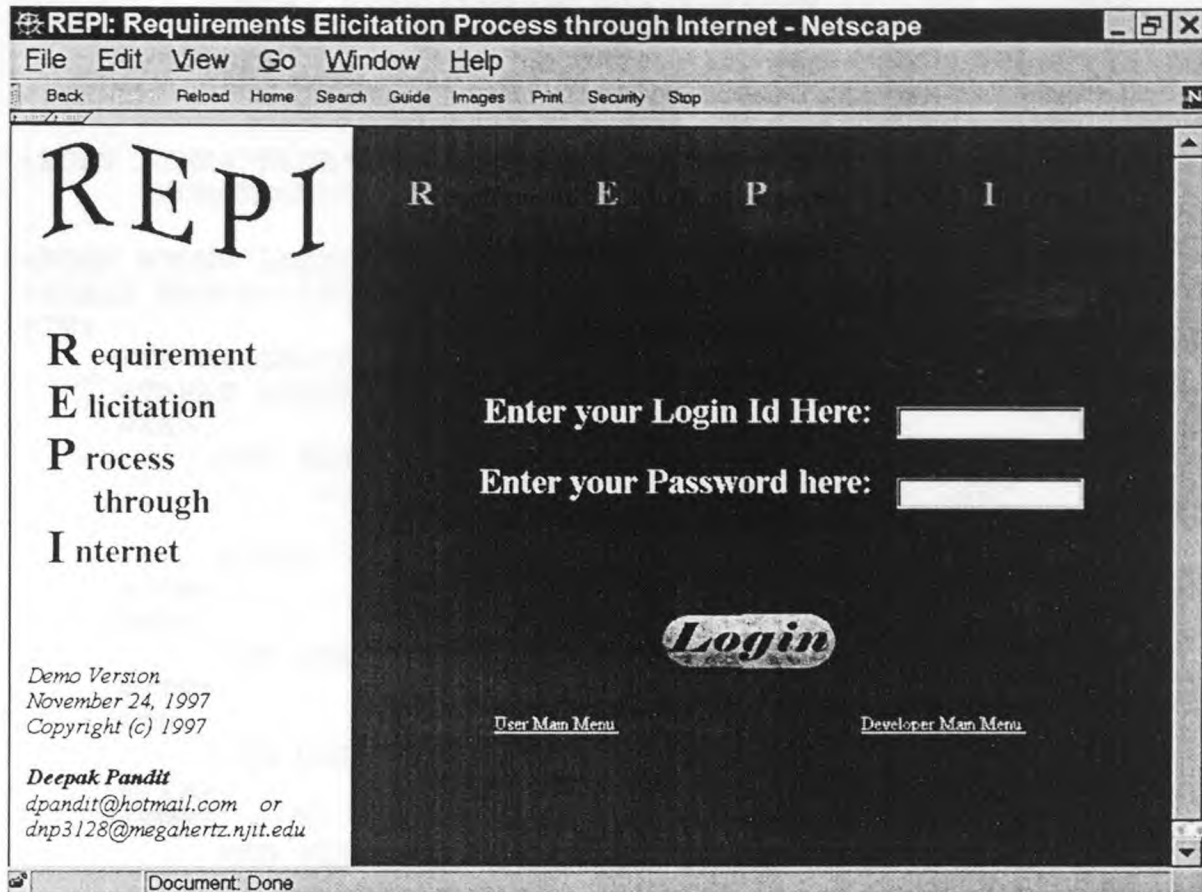 REPI: Requirements Elicitation Process through Internet - Netscape
File Edit View Go Window Help
Back Reload Home Search Guide Images Print Security Stop
N
REPI
R equirement
E licitation
P rocess
through
I nternet
Demo Version
November 24, 1997
Copyright (c) 1997
Deepak Pandit
dpandit@hotmail.com or
dnp3128@megahertz.njit.edu
R E P I
Enter your Login Id Here:
Enter your Password here:
Login
User Main Menu
Developer Main Menu
Document: Done